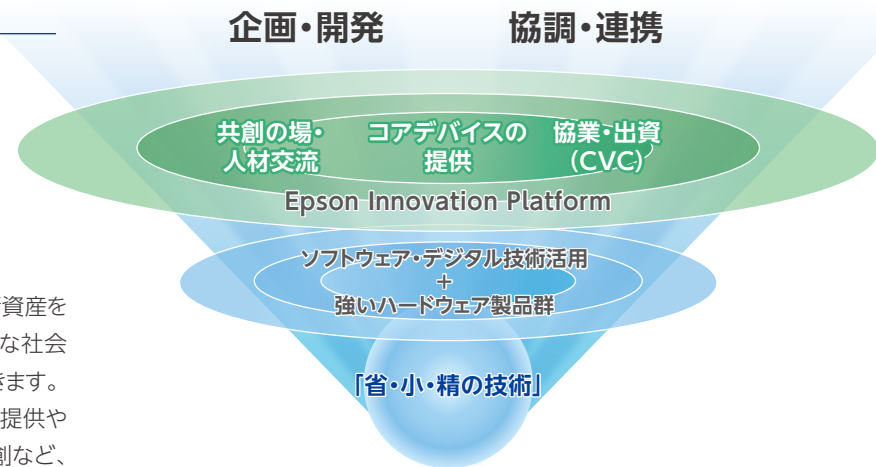 企画・開発 協調・連携
共創の場・
人材交流
コアデバイスの
提供
協業・出資
（CVC）
Epson Innovation Platform
ソフトウェア・デジタル技術活用
+
強いハードウェア製品群
「省・小・精の技術」
資産を
な社会
きます。
提供や
創など、